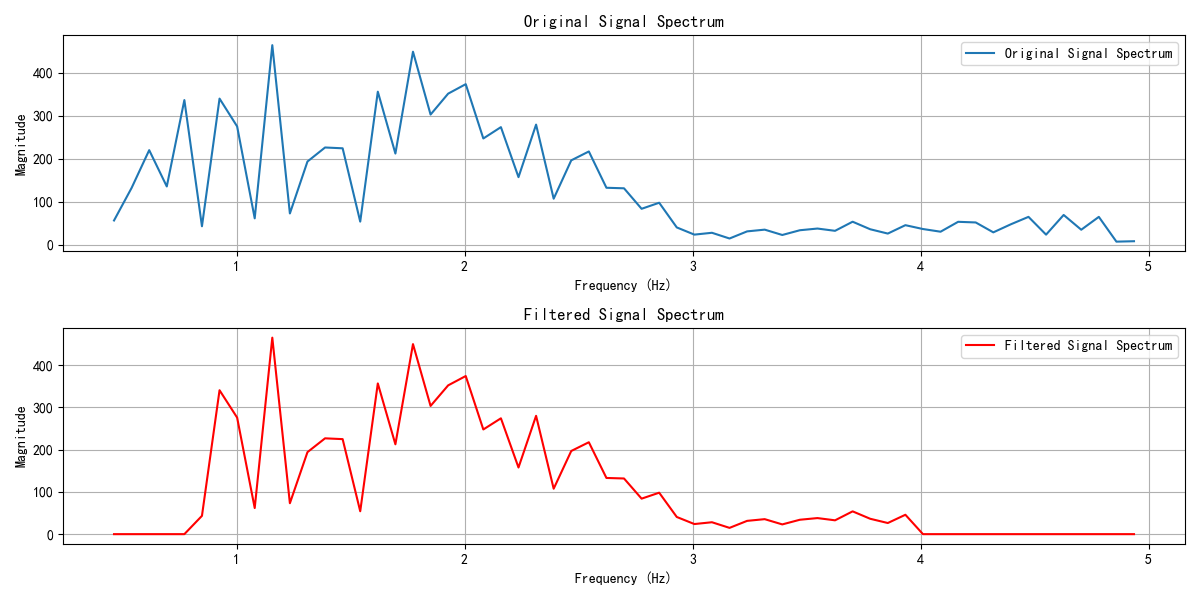 Original Signal Spectrum
Original Signal Spectrum
Magnitude
400
300
200
100
0
1 2 3 4 5
Frequency (Hz)
Filtered Signal Spectrum
Filtered Signal Spectrum
Magnitude
400
300
200
100
0
1 2 3 4 5
Frequency (Hz)